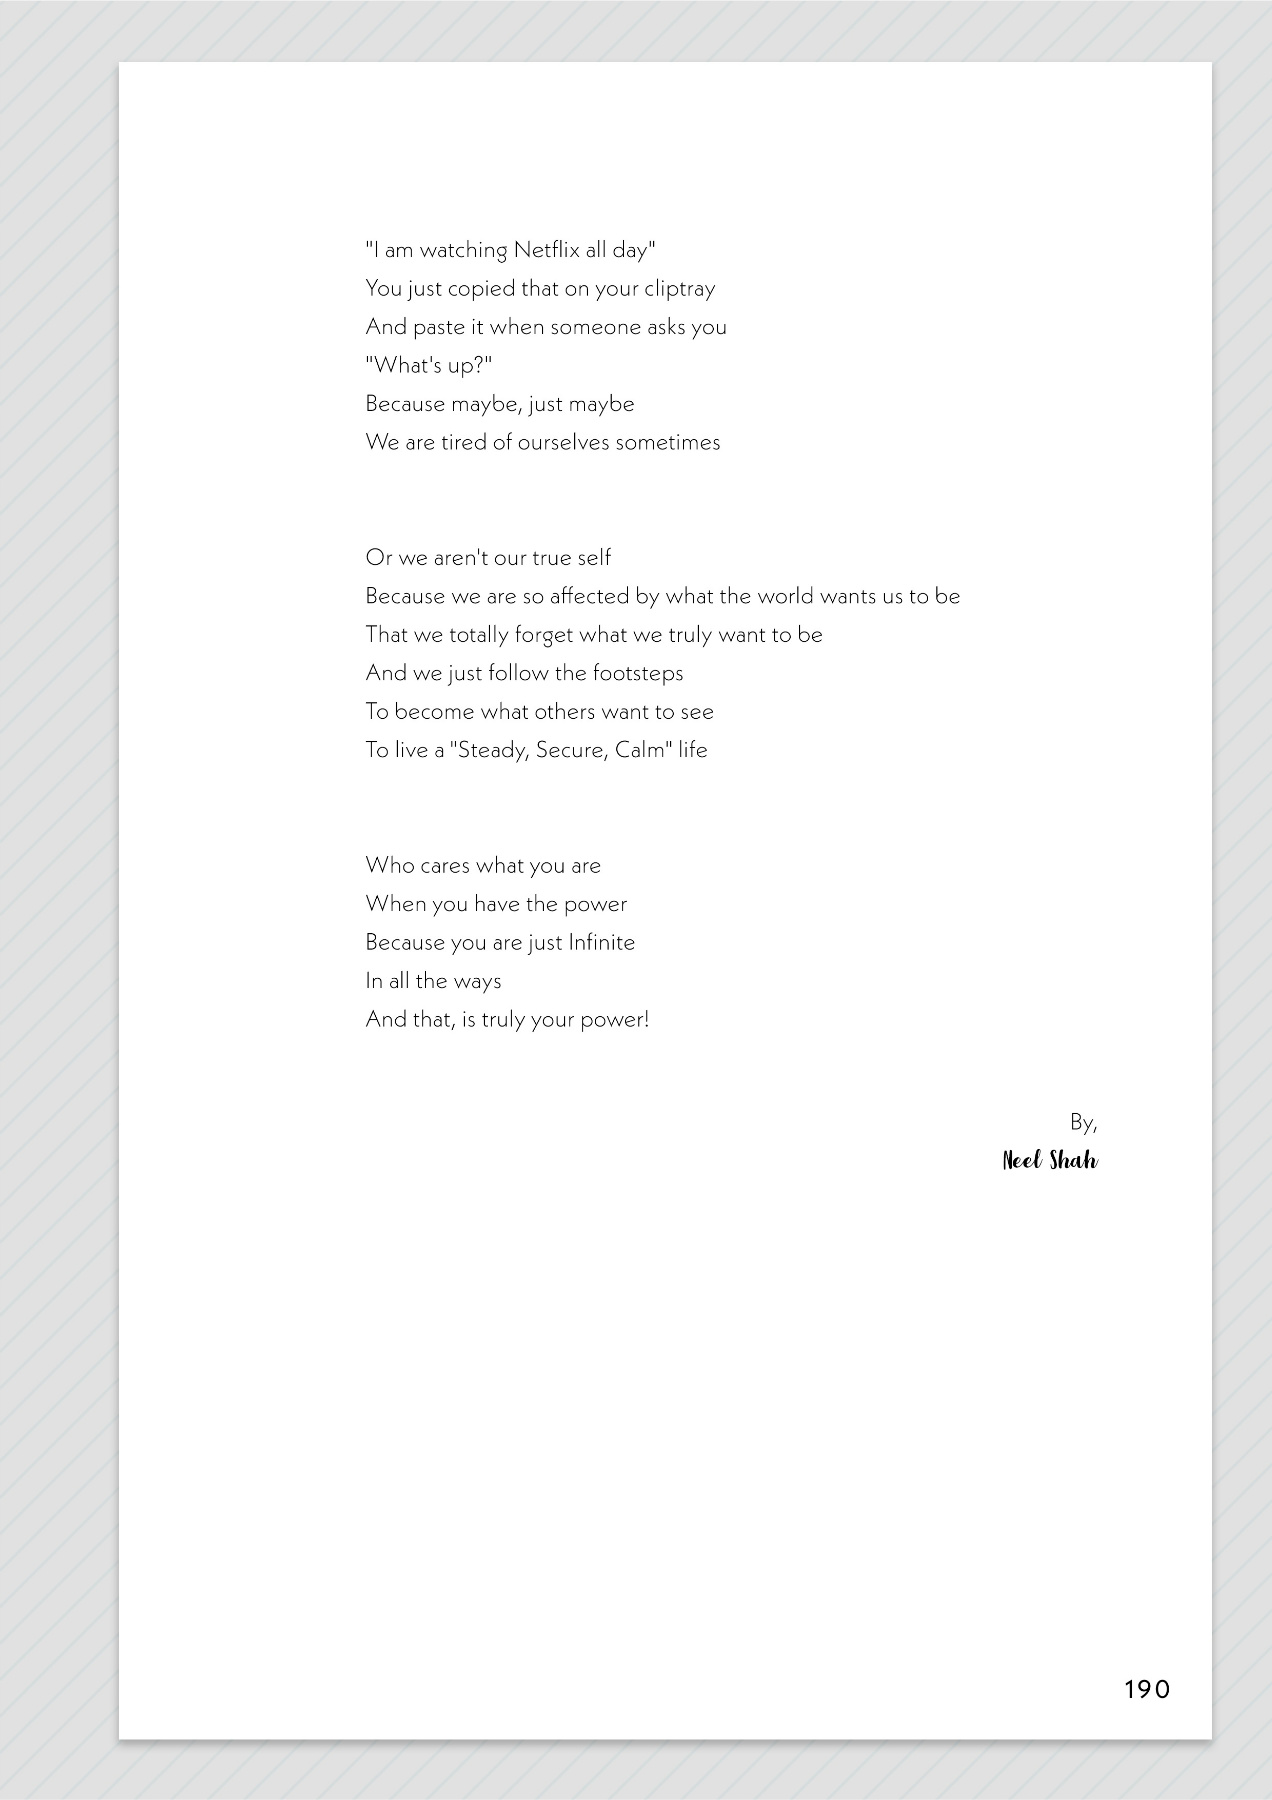 "I am watching Netflix all day"
You just copied that on your cliptray
And paste it when someone asks you
"What's up?"
Because maybe, just maybe
We are tired of ourselves sometimes
Or we aren't our true self
Because we are so affected by what the world wants us to be
That we totally forget what we truly want to be
And we just follow the footsteps
To become what others want to see
To live a "Steady, Secure, Calm" life
Who cares what you are
When you have the power
Because you are just Infinite
In all the ways
And that, is truly your power!
By,
Neel Shah
190